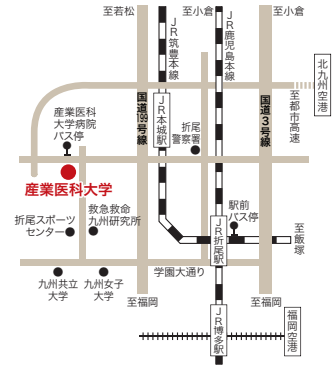 至若松
至小倉
至小倉
JR筑豊本線
JR鹿児島本線
北九州空港
至都市高速
国道199号線
JR本城駅
国道3号線
産業医科
大学病院
バス停
折尾
警察署
産業医科大学
救急救命
九州研究所
折尾スポーツ
センター
駅前
バス停
JR折尾駅
至飯塚
学園大通り
九州共立
大学
九州女子
大学
至福岡
至福岡
JR博多駅
福岡空港